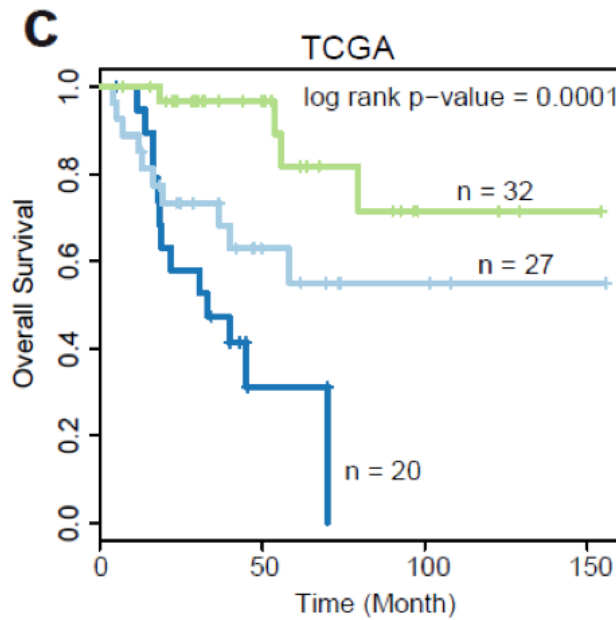 C
TCGA
log rank p-value = 0.0001
n = 32
n = 27
n = 20
Overall Survival
1.0
0.8
0.6
0.4
0.2
0.0
0 50 100 150
Time (Month)